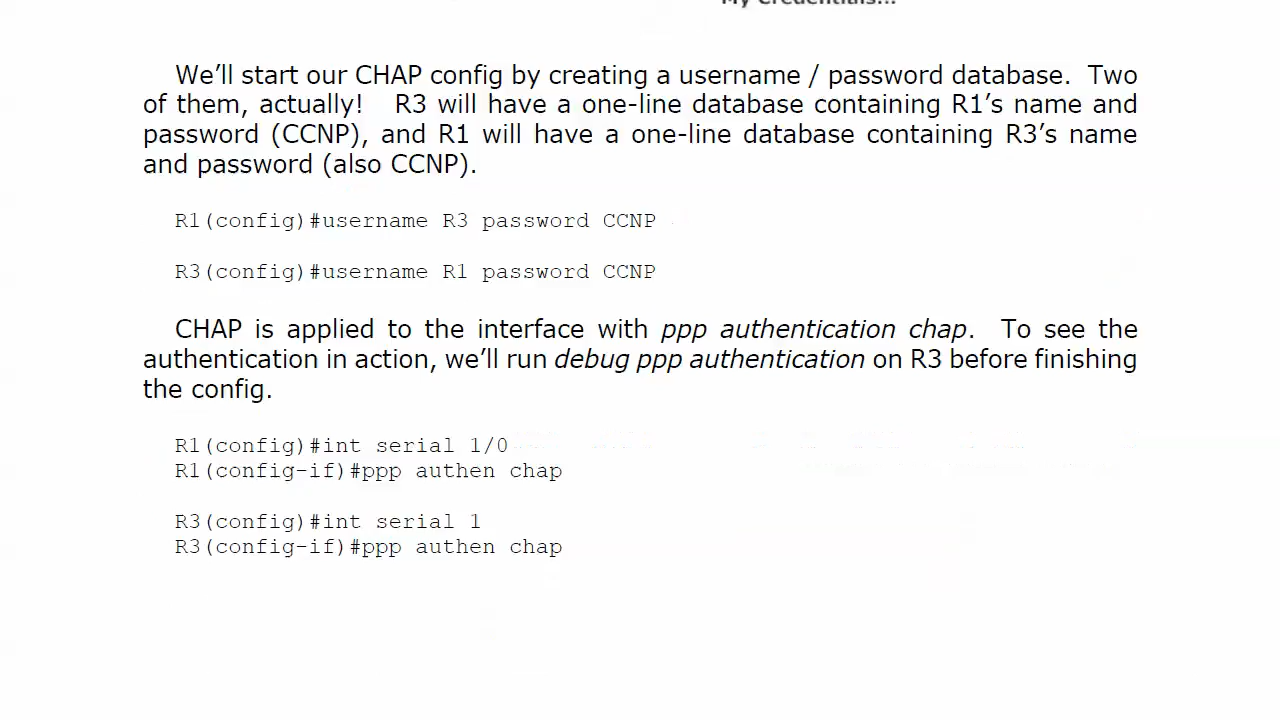 My Credentials...
We'll start our CHAP config by creating a username / password database. Two
of them, actually! R3 will have a one-line database containing R1's name and
password (CCNP), and R1 will have a one-line database containing R3's name
and password (also CCNP).
R1(config)#username R3 password CCNP
R3(config)#username R1 password CCNP
CHAP is applied to the interface with ppp authentication chap. To see the
authentication in action, we'll run debug ppp authentication on R3 before finishing
the config.
R1(config)#int serial 1/0
R1(config-if)#ppp authen chap
R3(config)#int serial 1
R3(config-if)#ppp authen chap